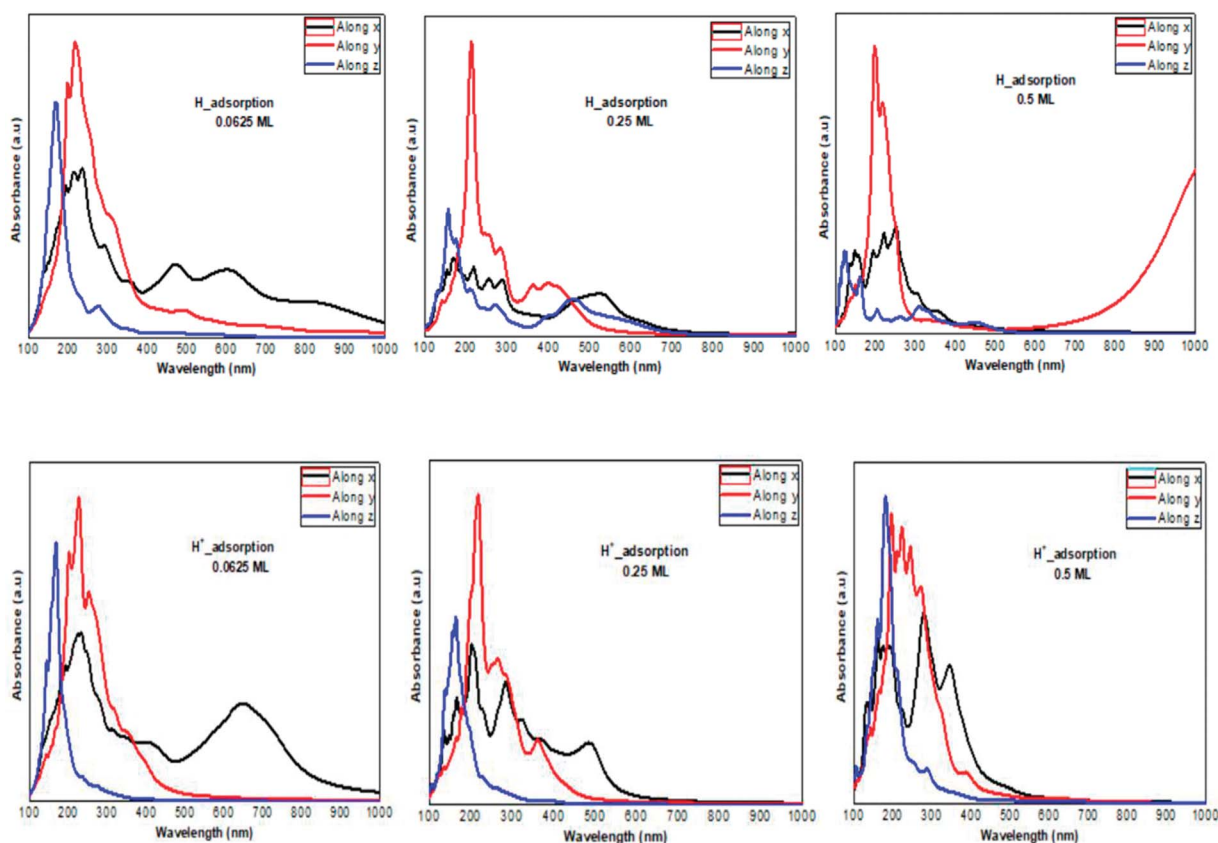 Along x
Along y
Along z
H_adsorption
0.0625 ML
Absorbance (a.u)
100 200 300 400 500 600 700 800 900 1000
Wavelength (nm)
Along x
Along y
Along z
H_adsorption
0.25 ML
Absorbance (a.u)
100 200 300 400 500 600 700 800 900 1000
Wavelength (nm)
Along x
Along y
Along z
H_adsorption
0.5 ML
Absorbance (a.u)
100 200 300 400 500 600 700 800 900 1000
Wavelength (nm)
Along x
Along y
Along z
H⁺_adsorption
0.0625 ML
Absorbance (a.u)
100 200 300 400 500 600 700 800 900 1000
Wavelength (nm)
Along x
Along y
Along z
H⁺_adsorption
0.25 ML
Absorbance (a.u)
100 200 300 400 500 600 700 800 900 1000
Wavelength (nm)
Along x
Along y
Along z
H⁺_adsorption
0.5 ML
Absorbance (a.u)
100 200 300 400 500 600 700 800 900 1000
Wavelength (nm)